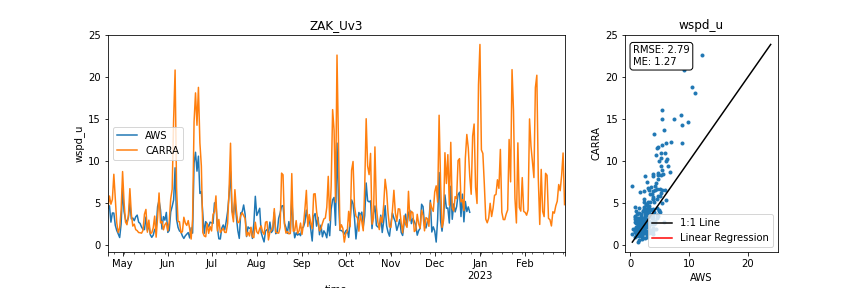 ZAK_Uv3
wspd_u
25
20
15
10
5
0
AWS
CARRA
May
Jun
Jul
Aug
Sep
Oct
Nov
Dec
Jan
2023
Feb
time
wspd_u
CARRA
25
20
15
10
5
0
RMSE: 2.79
ME: 1.27
1:1 Line
Linear Regression
0
10
20
AWS